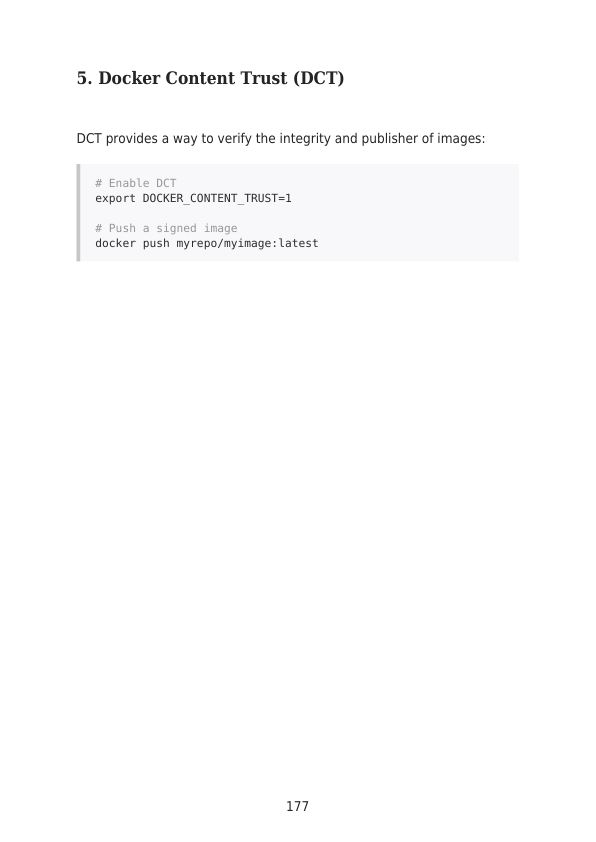 5. Docker Content Trust (DCT)
DCT provides a way to verify the integrity and publisher of images:
# Enable DCT
export DOCKER_CONTENT_TRUST=1
# Push a signed image
docker push myrepo/myimage:latest
177